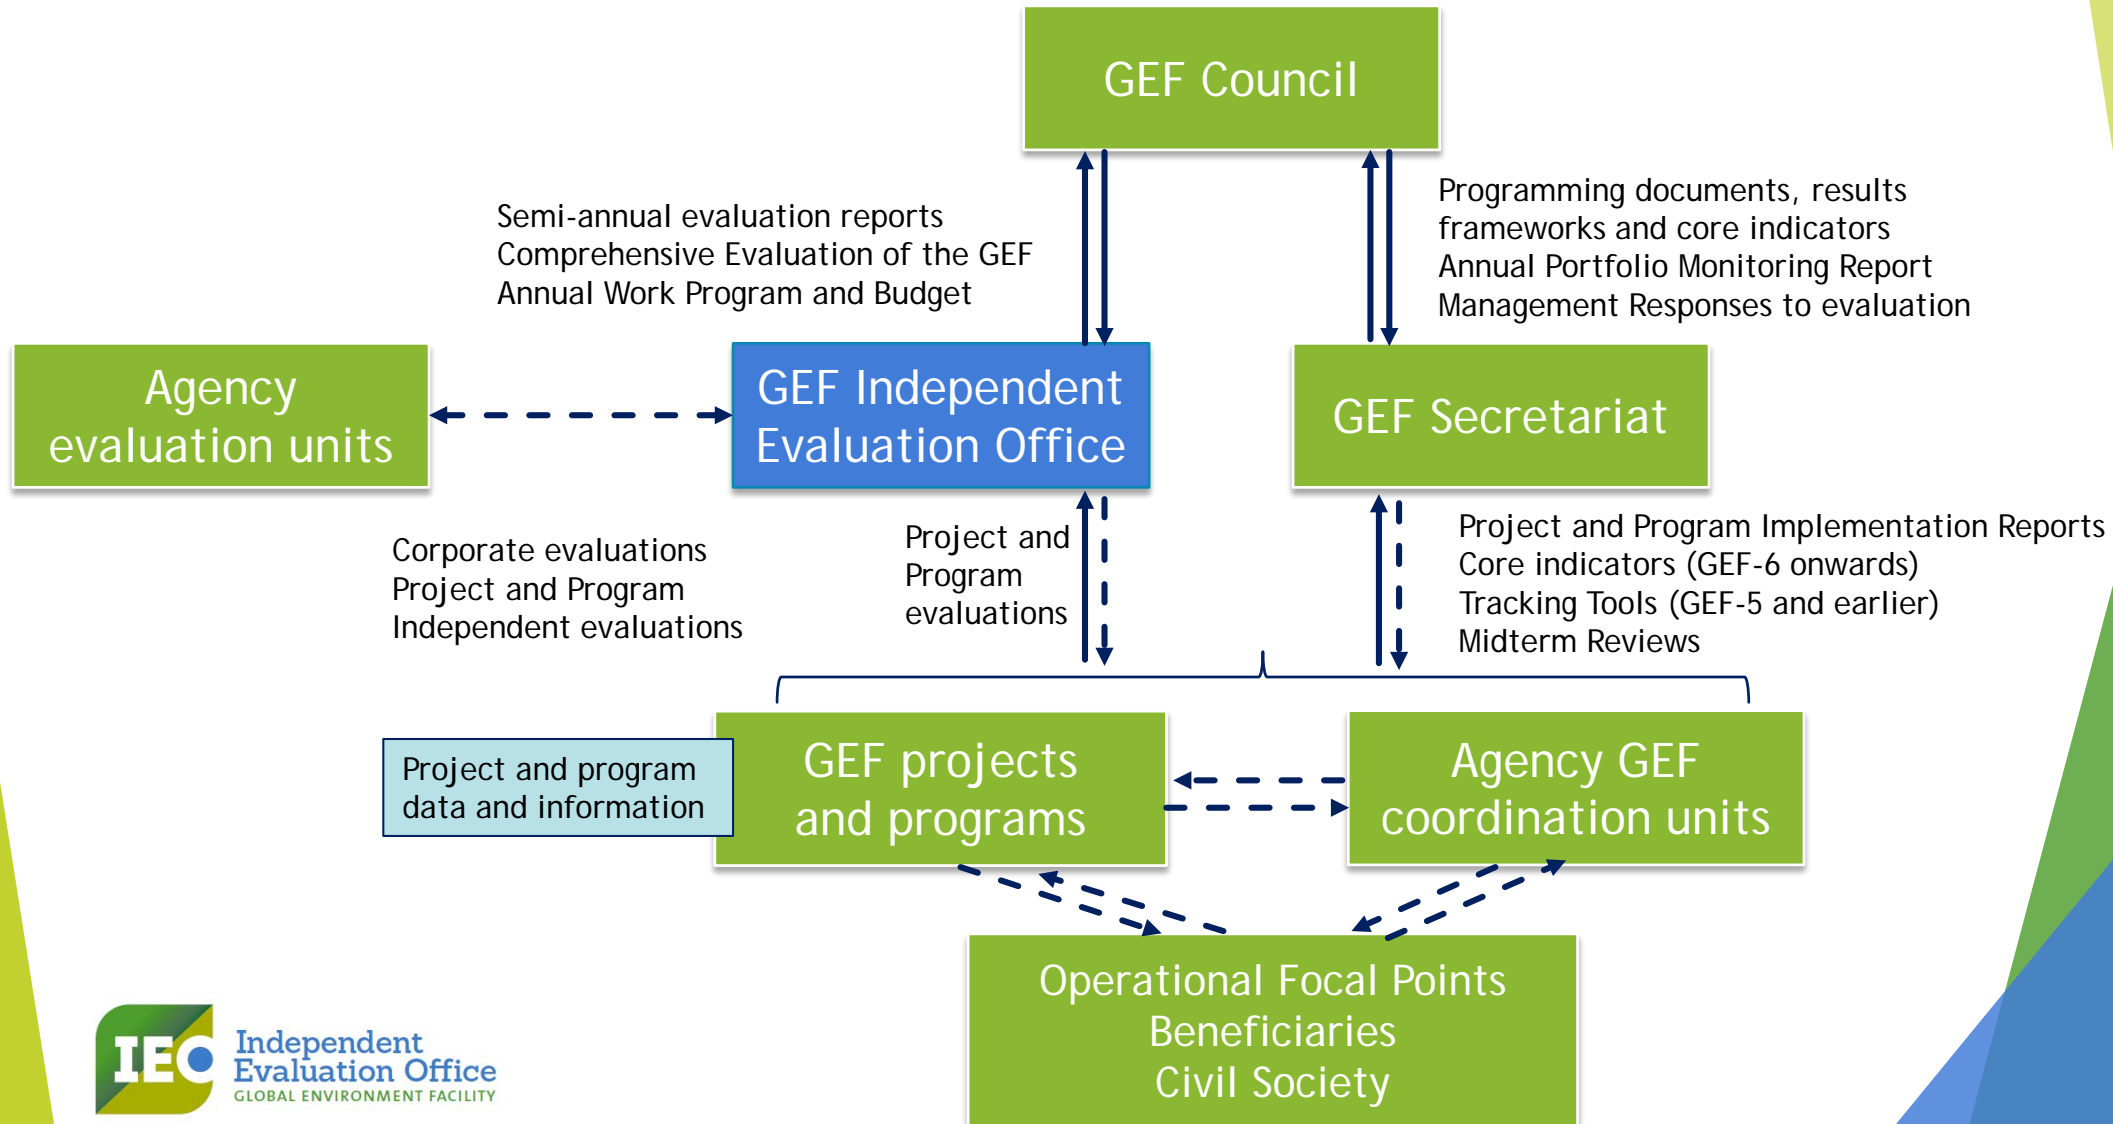 GEF Council
Semi-annual evaluation reports
Comprehensive Evaluation of the GEF
Annual Work Program and Budget
Programming documents, results
frameworks and core indicators
Annual Portfolio Monitoring Report
Management Responses to evaluation
Agency
evaluation units
GEF Independent
Evaluation Office
GEF Secretariat
Corporate evaluations
Project and Program
Independent evaluations
Project and
Program
evaluations
Project and Program Implementation Reports
Core indicators (GEF-6 onwards)
Tracking Tools (GEF-5 and earlier)
Midterm Reviews
Project and program
data and information
GEF projects
and programs
Agency GEF
coordination units
Operational Focal Points
Beneficiaries
Civil Society
IEO
Independent
Evaluation Office
GLOBAL ENVIRONMENT FACILITY